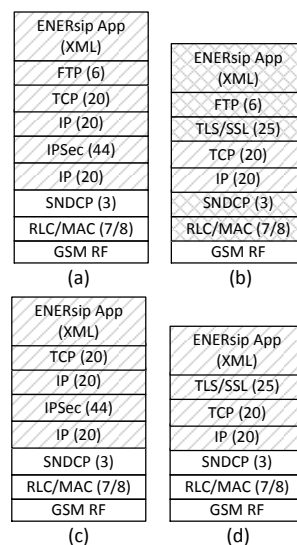 ENERsip App
(XML)
FTP (6)
TCP (20)
IP (20)
IPSec (44)
IP (20)
SNDCP (3)
RLC/MAC (7/8)
GSM RF
(a)
ENERsip App
(XML)
FTP (6)
TLS/SSL (25)
TCP (20)
IP (20)
SNDCP (3)
RLC/MAC (7/8)
GSM RF
(b)
ENERsip App
(XML)
TCP (20)
IP (20)
IPSec (44)
IP (20)
SNDCP (3)
RLC/MAC (7/8)
GSM RF
(c)
ENERsip App
(XML)
TLS/SSL (25)
TCP (20)
IP (20)
SNDCP (3)
RLC/MAC (7/8)
GSM RF
(d)